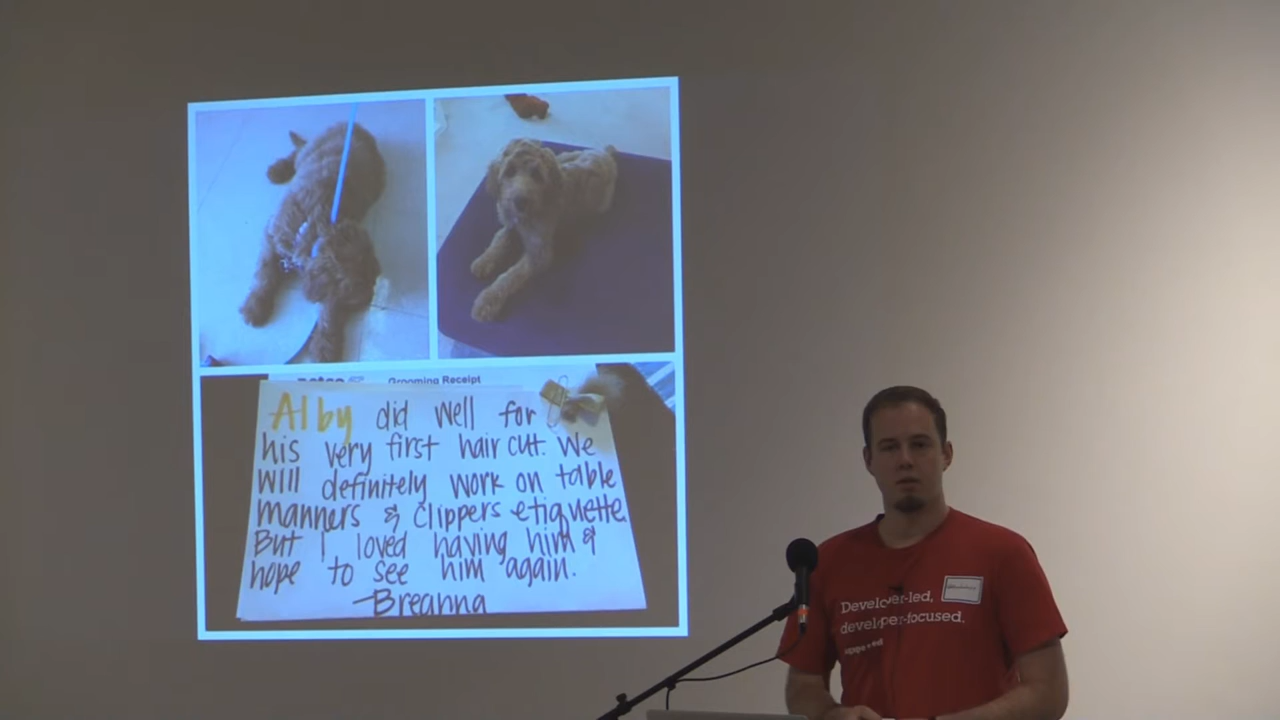 Grooming Receipt
Alby did well for
his very first hair cut. We
will definitely work on table
manners & clippers etiquette.
But I loved having him &
hope to see him again.
-Breanna
Developer-led,
developer-focused.